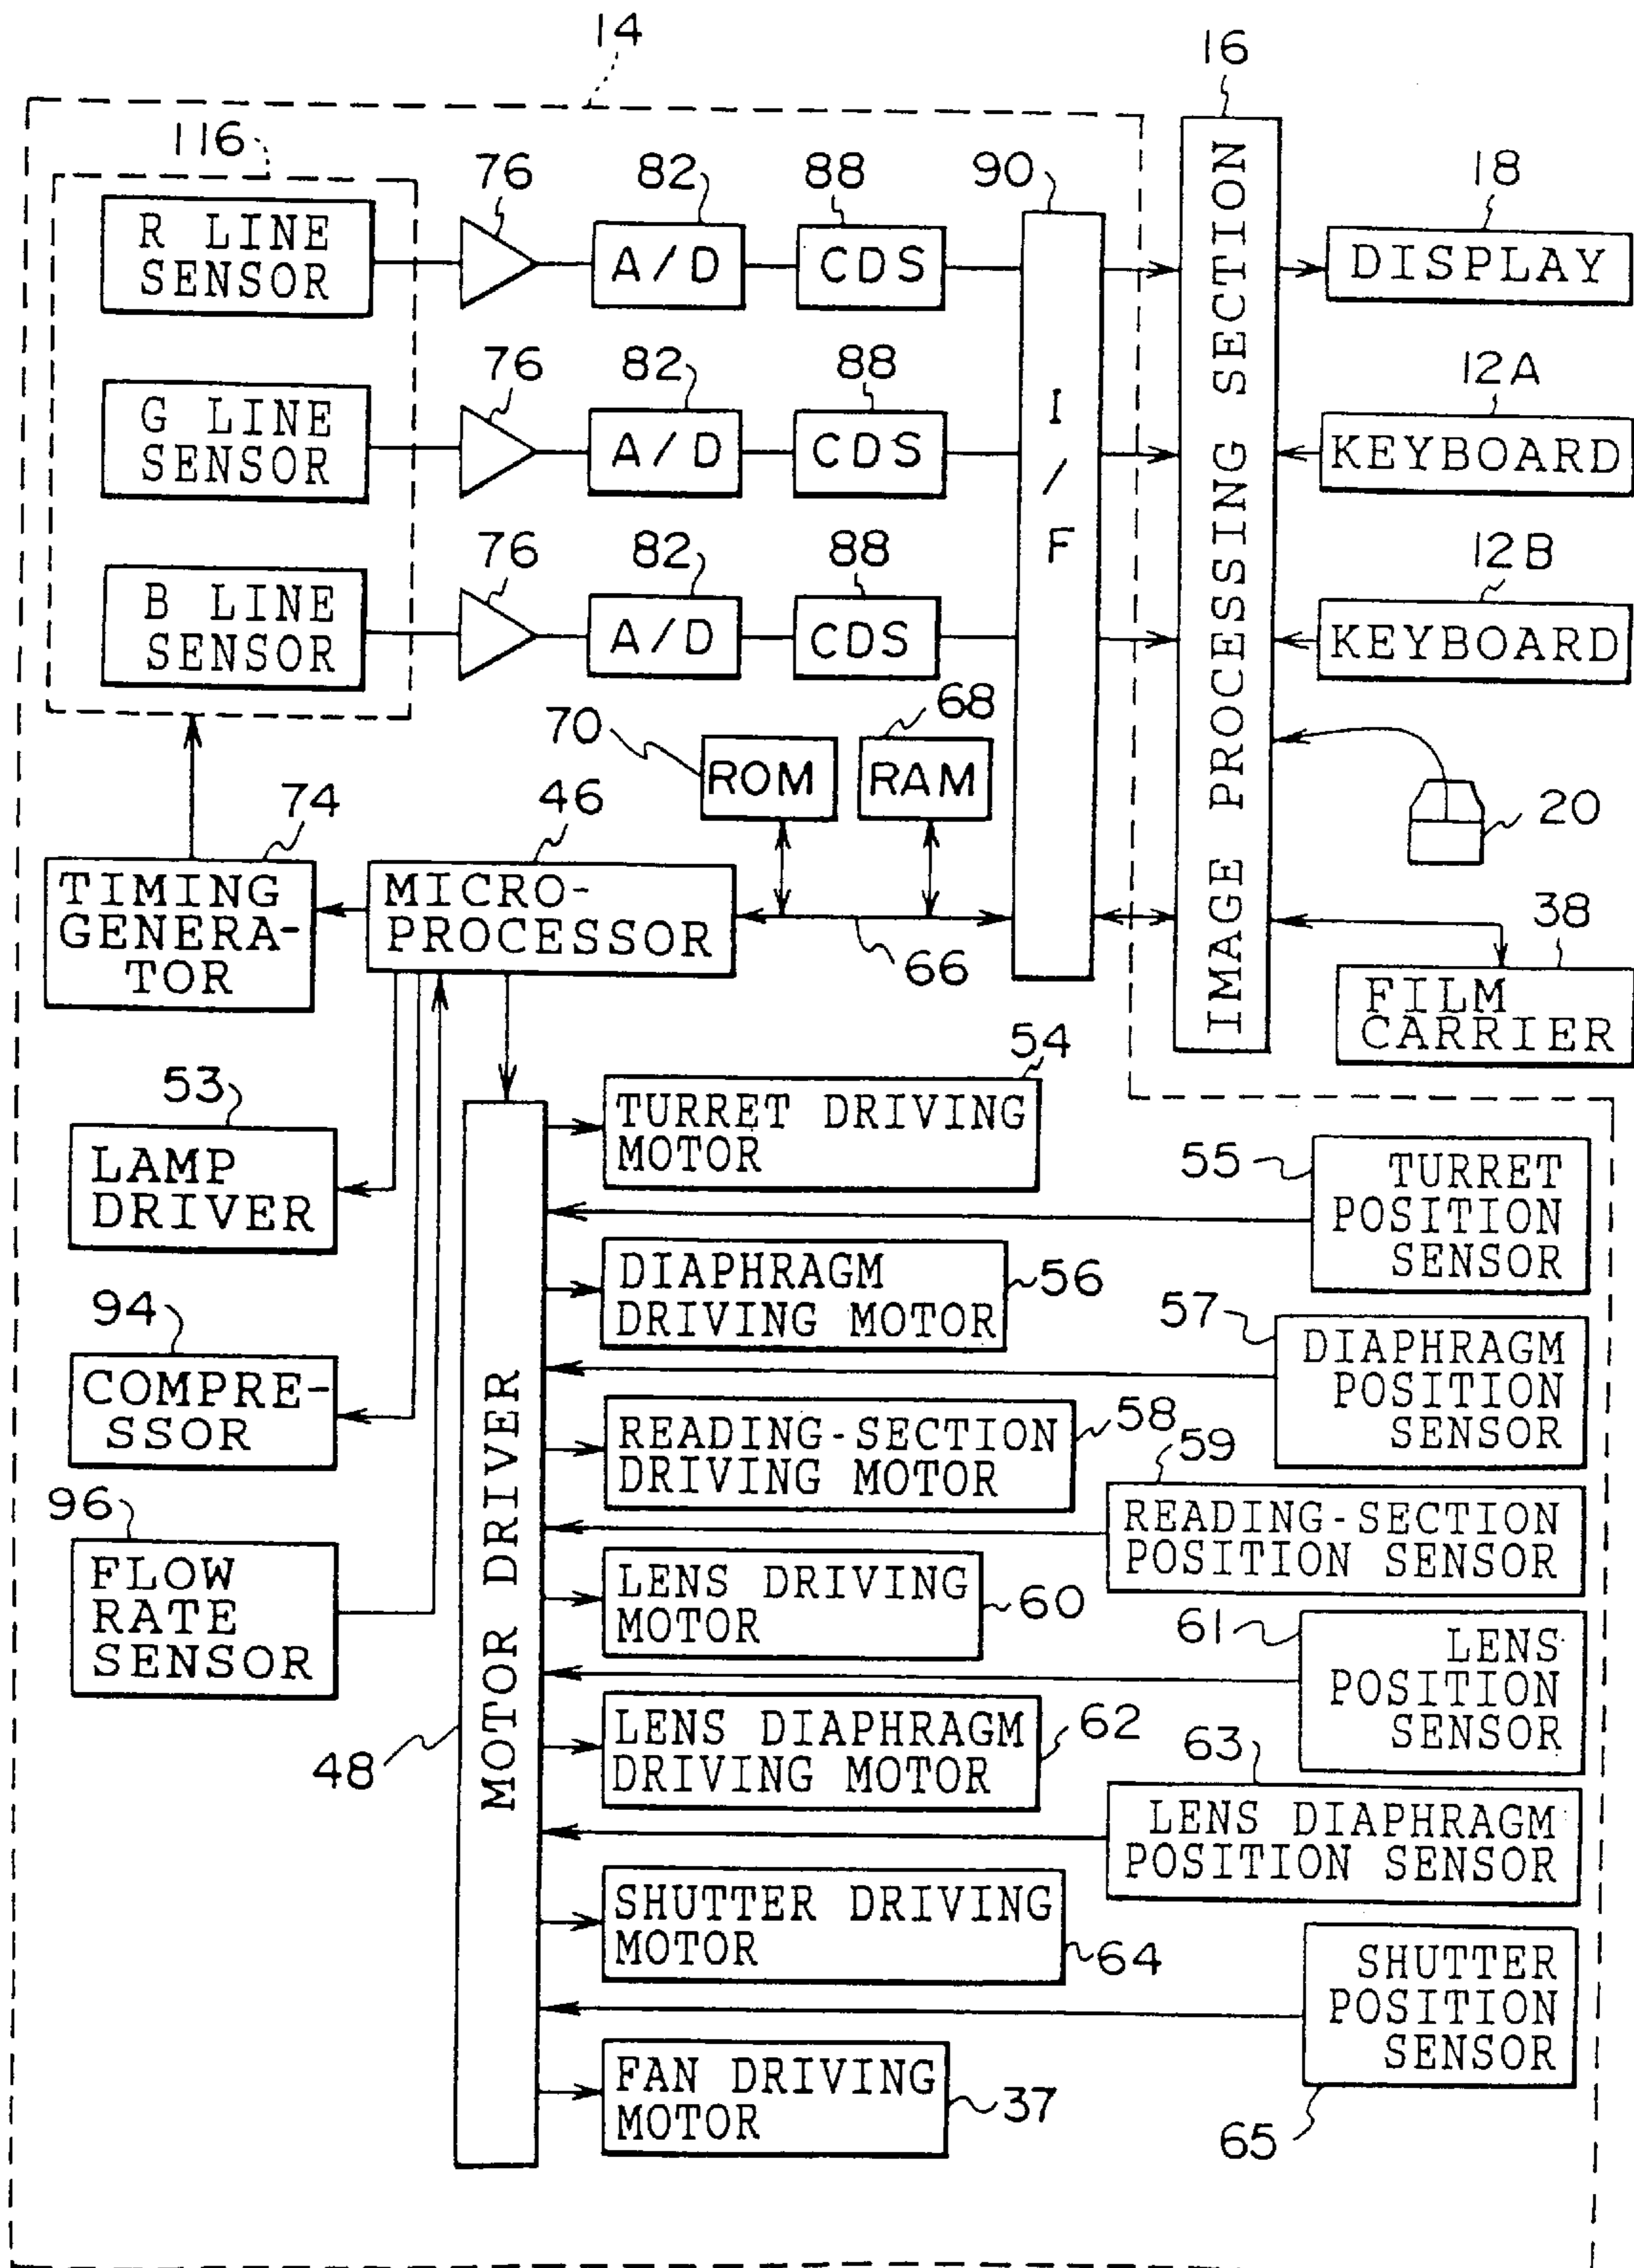 14
16
116
76
82
88
90
18
R LINE
SENSOR
A/D
CDS
DISPLAY
76
82
88
12A
G LINE
SENSOR
A/D
CDS
I/F
KEYBOARD
76
82
88
12B
B LINE
SENSOR
A/D
CDS
KEYBOARD
IMAGE PROCESSING SECTION
70
68
ROM
RAM
20
74
46
38
TIMING
GENERA-
TOR
MICRO-
PROCESSOR
66
FILM
CARRIER
53
54
LAMP
DRIVER
TURRET DRIVING
MOTOR
55
TURRET
POSITION
SENSOR
94
DIAPHRAGM
DRIVING MOTOR
56
57
DIAPHRAGM
POSITION
SENSOR
COMPRE-
SSOR
READING-SECTION
DRIVING MOTOR
58
59
READING-SECTION
POSITION SENSOR
96
FLOW
RATE
SENSOR
LENS DRIVING
MOTOR
60
61
LENS
POSITION
SENSOR
48
MOTOR DRIVER
LENS DIAPHRAGM
DRIVING MOTOR
62
63
LENS DIAPHRAGM
POSITION SENSOR
SHUTTER DRIVING
MOTOR
64
SHUTTER
POSITION
SENSOR
65
FAN DRIVING
MOTOR
37